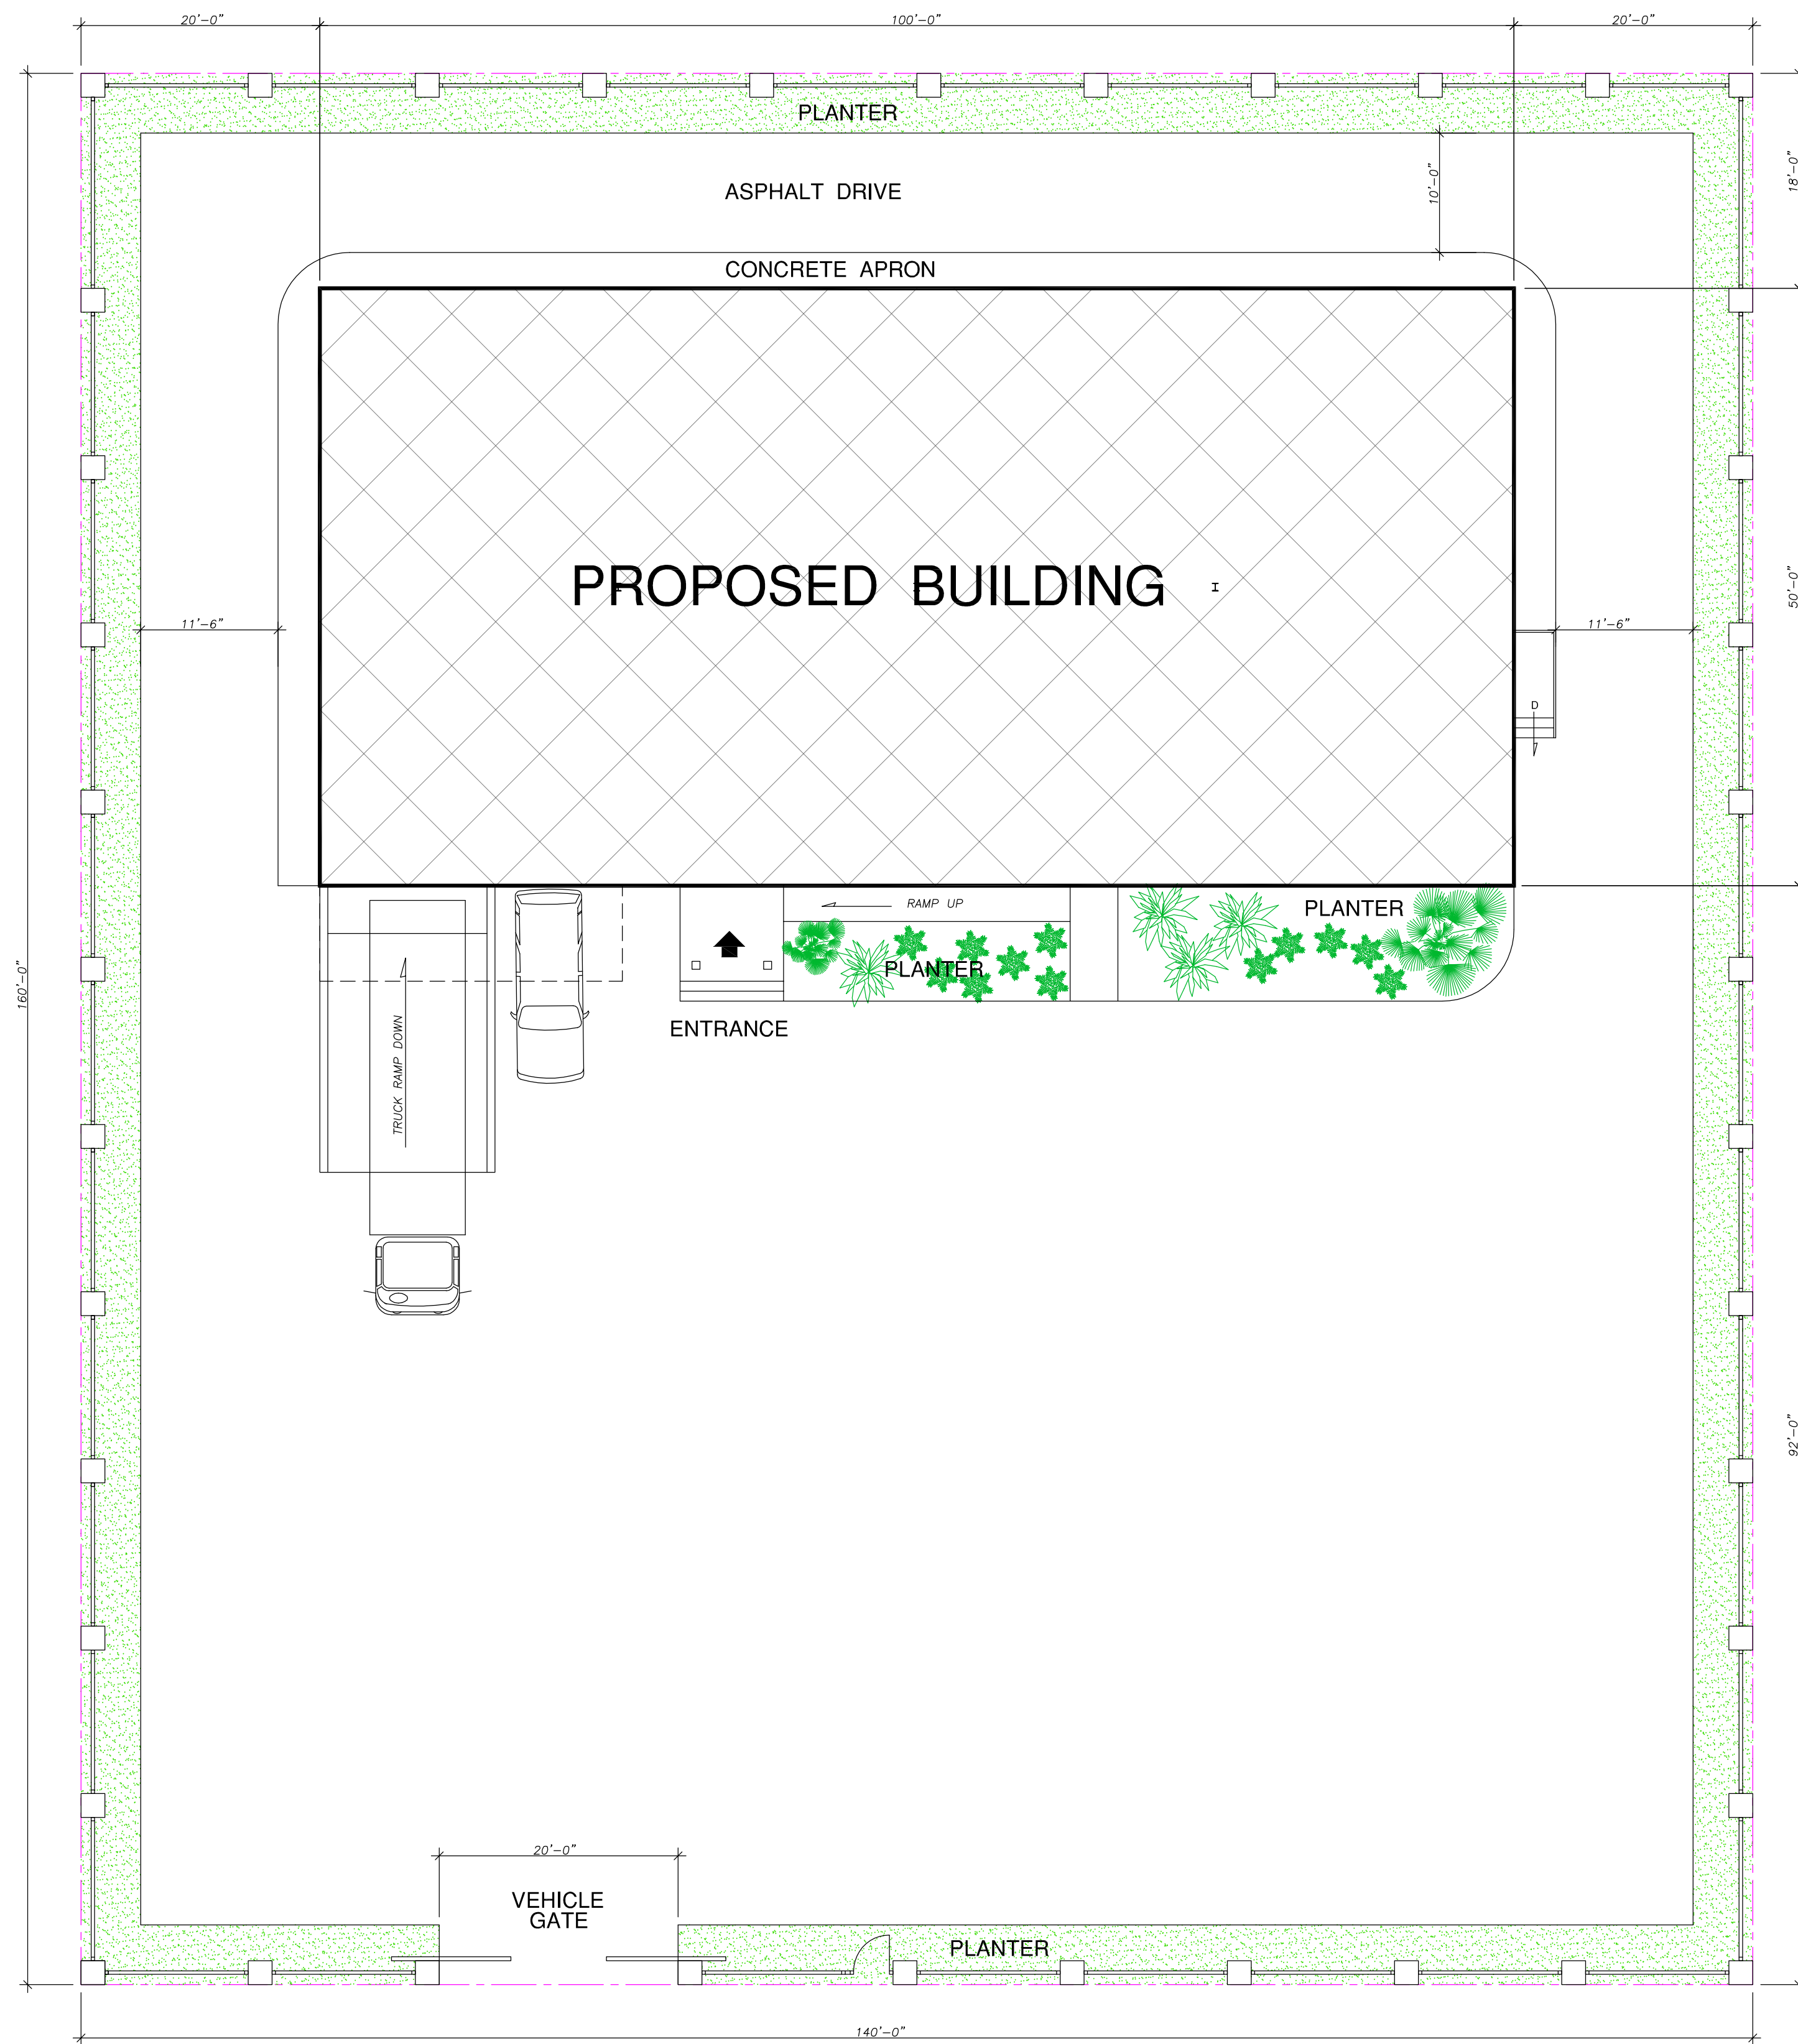 20'-0" 100'-0" 20'-0"
PLANTER
18'-0"
ASPHALT DRIVE
10'-0"
CONCRETE APRON
PROPOSED BUILDING
50'-0"
11'-6" 11'-6"
D
RAMP UP
PLANTER
PLANTER
160'-0"
ENTRANCE
TRUCK RAMP DOWN
92'-0"
20'-0"
VEHICLE
GATE
PLANTER
140'-0"